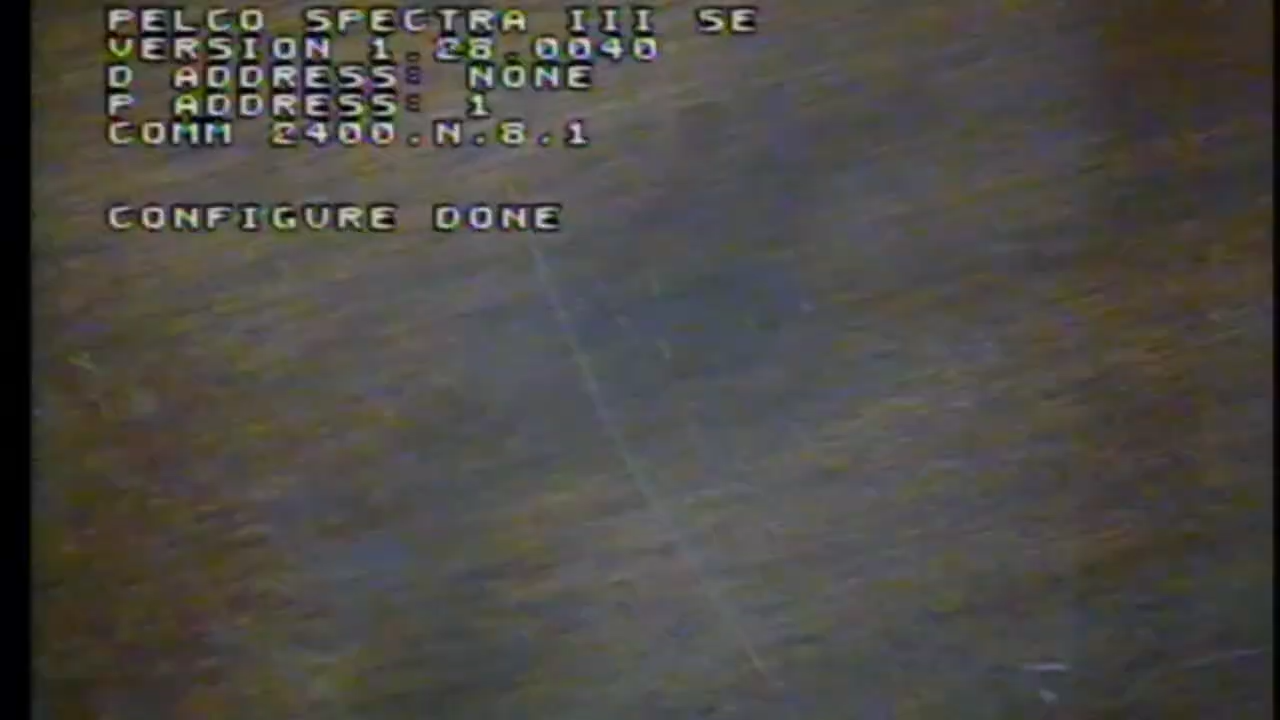 PELCO SPECTRA III SE
VERSION 1.28.0040
D ADDRESS: NONE
P ADDRESS: 1
COMM 2400.N.8.1
CONFIGURE DONE